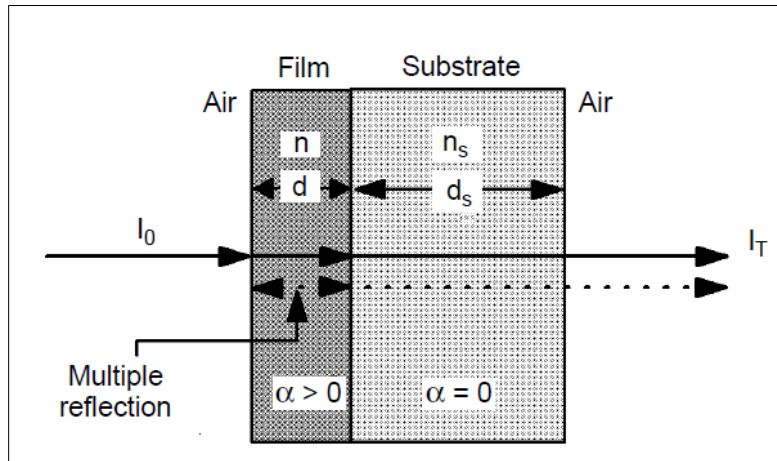 Film
Substrate
Air
Air
n
d
n_s
d_s
I_0
I_T
Multiple
reflection
α > 0
α = 0